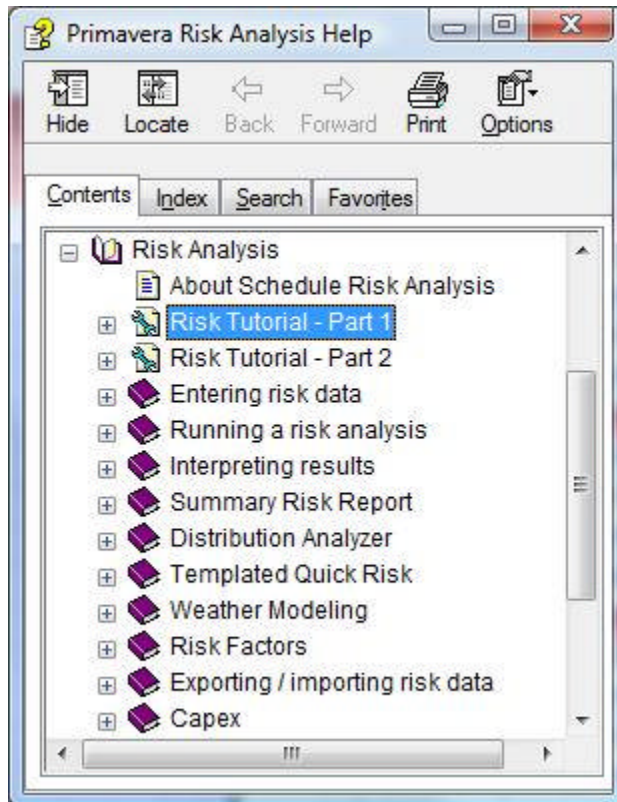 Primavera Risk Analysis Help
Hide Locate Back Forward Print Options
Contents Index Search Favorites
Risk Analysis
About Schedule Risk Analysis
Risk Tutorial - Part 1
Risk Tutorial - Part 2
Entering risk data
Running a risk analysis
Interpreting results
Summary Risk Report
Distribution Analyzer
Templated Quick Risk
Weather Modeling
Risk Factors
Exporting / importing risk data
Capex